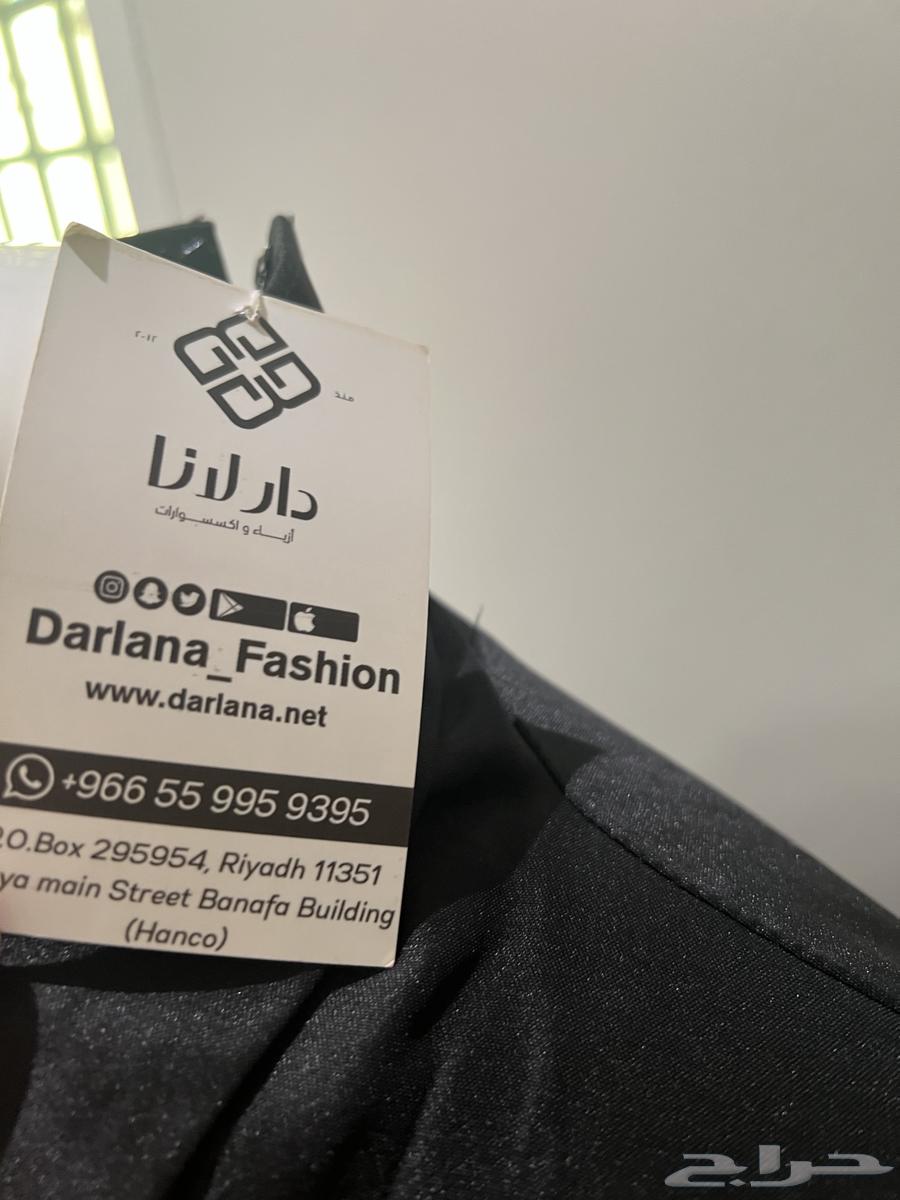 منذ
٢٠١٢
دار لانا
أزياء و اكسسوارات
Darlana_Fashion
www.darlana.net
+966 55 995 9395
.O.Box 295954, Riyadh 11351
ya main Street Banafa Building
(Hanco)
حراج